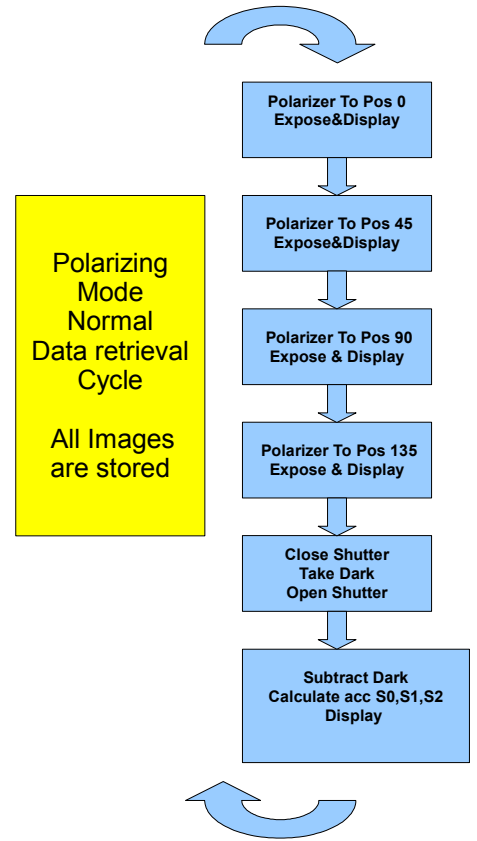 Polarizer To Pos 0
Expose&Display
Polarizer To Pos 45
Expose&Display
Polarizing
Mode
Normal
Data retrieval
Cycle
All Images
are stored
Polarizer To Pos 90
Expose & Display
Polarizer To Pos 135
Expose & Display
Close Shutter
Take Dark
Open Shutter
Subtract Dark
Calculate acc S0,S1,S2
Display